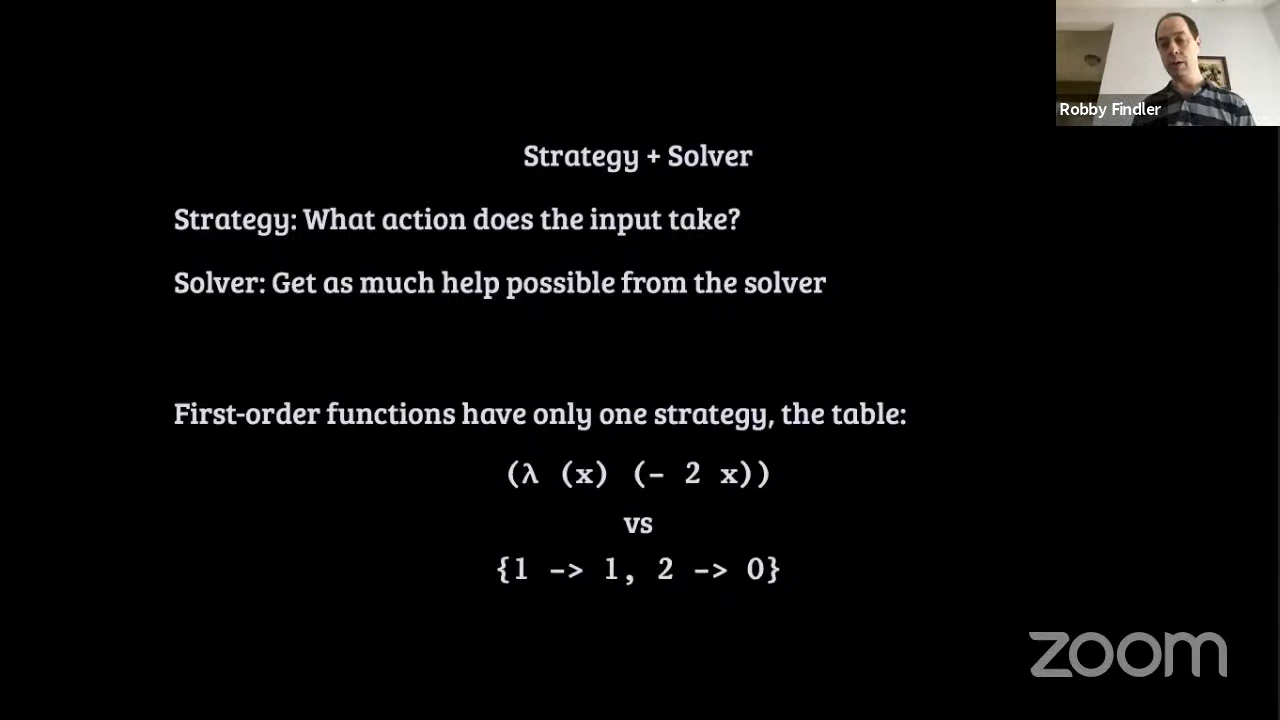 Robby Findler
Strategy + Solver
Strategy: What action does the input take?
Solver: Get as much help possible from the solver
First-order functions have only one strategy, the table:
(λ (x) (- 2 x))
vs
{1 -> 1, 2 -> 0}
zoom